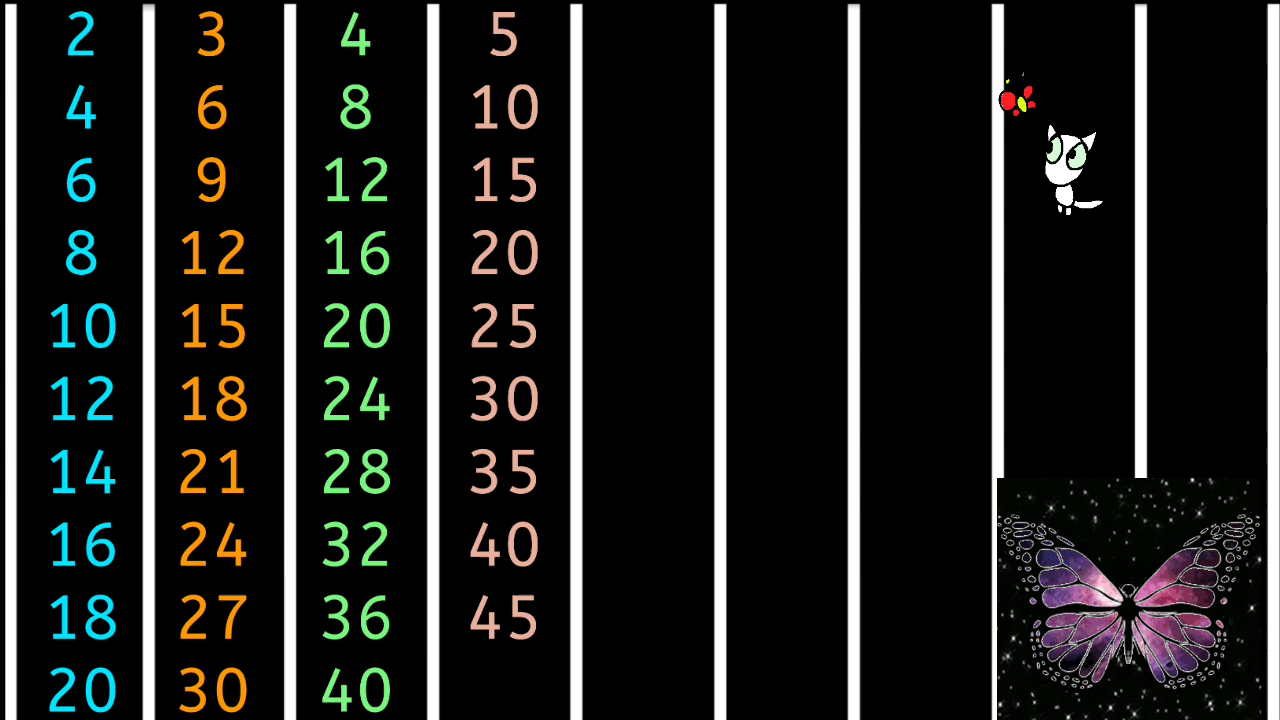 2 3 4 5
4 6 8 10
6 9 12 15
8 12 16 20
10 15 20 25
12 18 24 30
14 21 28 35
16 24 32 40
18 27 36 45
20 30 40